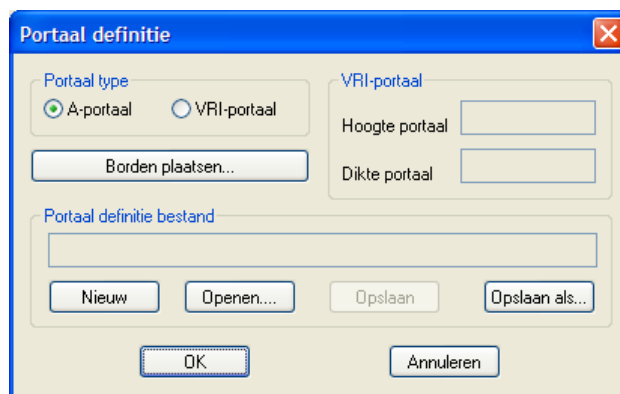 Portaal definitie
Portaal type
A-portaal VRI-portaal
Borden plaatsen...
VRI-portaal
Hoogte portaal
Dikte portaal
Portaal definitie bestand
Nieuw Openen.... Opslaan Opslaan als...
OK Annuleren